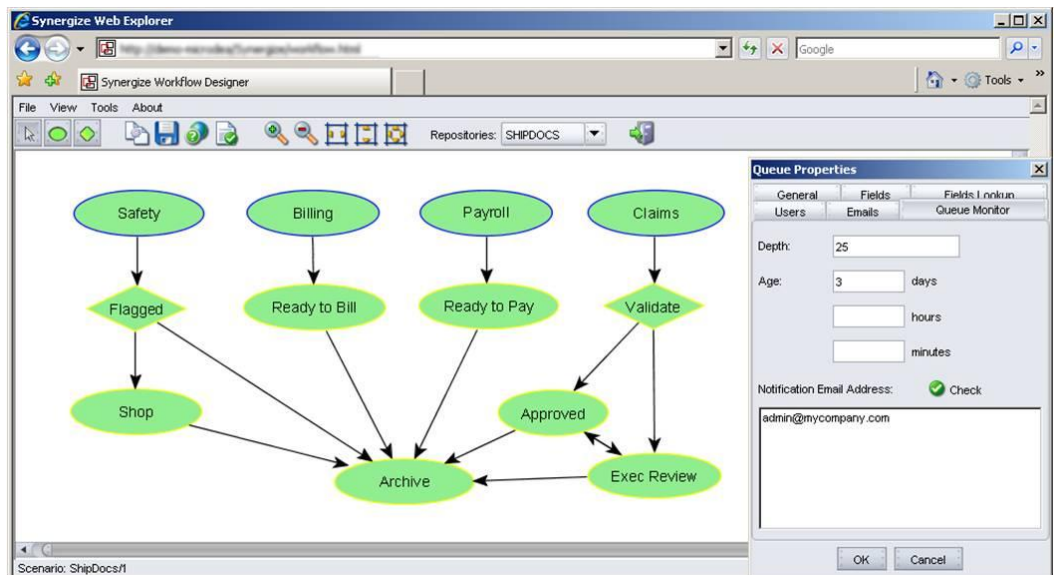 Synergize Web Explorer
Google
Synergize Workflow Designer
Tools
File View Tools About
Repositories: SHIPDOCS
Safety
Billing
Payroll
Claims
Flagged
Ready to Bill
Ready to Pay
Validate
Shop
Approved
Archive
Exec Review
Scenario: ShipDocs/1
Queue Properties
General Fields Fields Lookup
Users Emails Queue Monitor
Depth: 25
Age: 3 days
hours
minutes
Notification Email Address: Check
admin@mycompany.com
OK Cancel